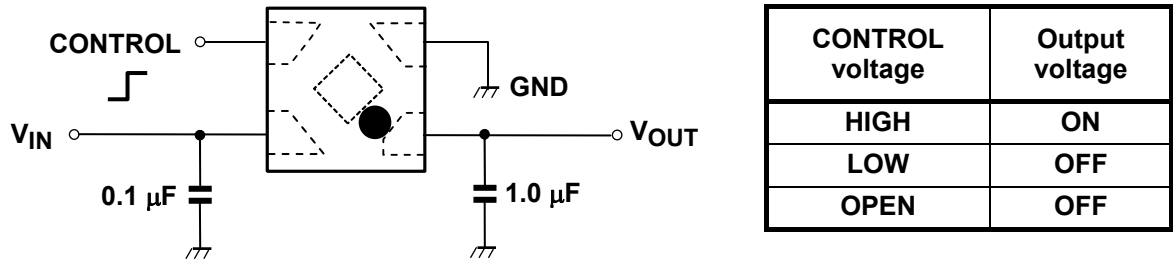 CONTROL
GND
VIN
VOUT
0.1 μF
1.0 μF
CONTROL voltage Output voltage
HIGH ON
LOW OFF
OPEN OFF